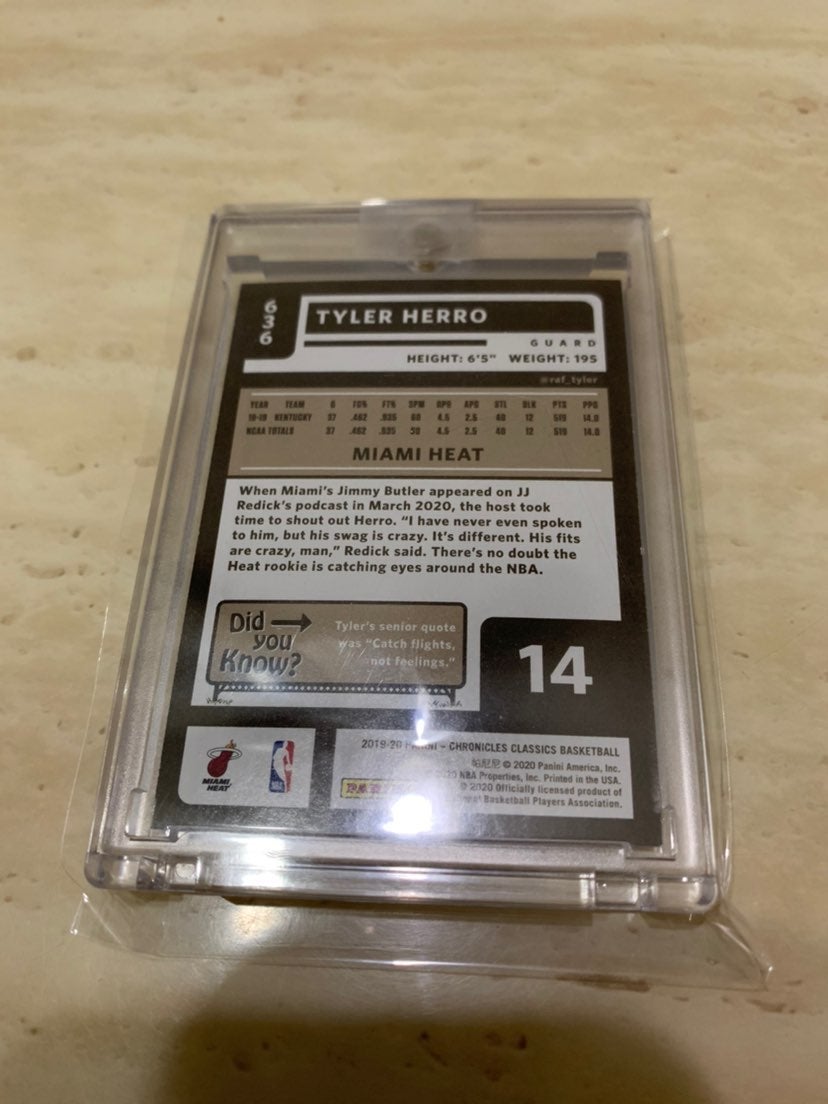 636
TYLER HERRO
GUARD
HEIGHT: 6'5" WEIGHT: 195
@raf_tyler
YEAR TEAM G FG% FT% 3PM RPG APG STL BLK PTS PPG
18-19 KENTUCKY 37 .462 .935 60 4.5 2.5 40 12 519 14.0
NCAA TOTALS 37 .462 .935 4.5 2.5 40 12 519 14.0
MIAMI HEAT
When Miami's Jimmy Butler appeared on JJ
Redick's podcast in March 2020, the host took
time to shout out Herro. "I have never even spoken
to him, but his swag is crazy. It's different. His fits
are crazy, man," Redick said. There's no doubt the
Heat rookie is catching eyes around the NBA.
Did
you
Know?
Tyler's senior quote
was "Catch flights,
not feelings."
14
MIAMI
HEAT
2019-20 PANINI - CHRONICLES CLASSICS BASKETBALL
帕尼尼 © 2020 Panini America, Inc.
2020 NBA Properties, Inc. Printed in the USA.
© 2020 Officially licensed product of
Basketball Players Association.